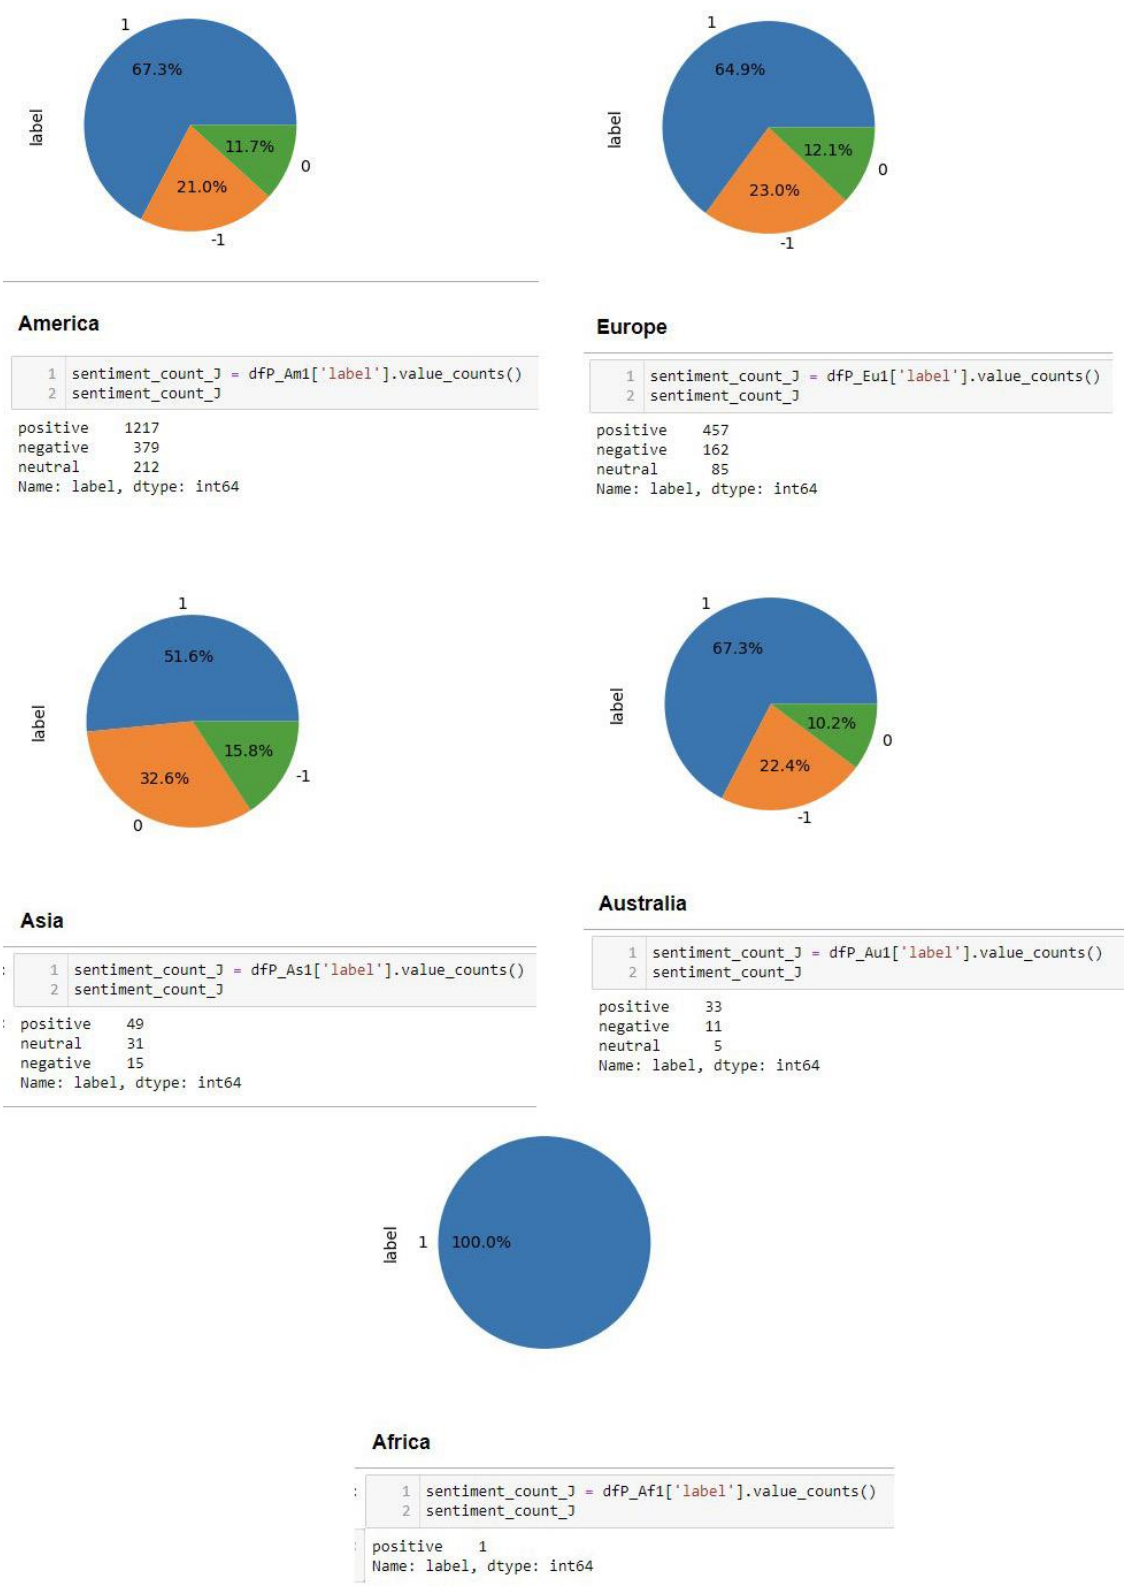 1
67.3%
label
11.7%
0
21.0%
-1
America
1 sentiment_count_J = dfP_Am1['label'].value_counts()
2 sentiment_count_J
positive 1217
negative 379
neutral 212
Name: label, dtype: int64
1
64.9%
label
12.1%
0
23.0%
-1
Europe
1 sentiment_count_J = dfP_Eu1['label'].value_counts()
2 sentiment_count_J
positive 457
negative 162
neutral 85
Name: label, dtype: int64
1
51.6%
label
15.8%
-1
32.6%
0
Asia
1 sentiment_count_J = dfP_As1['label'].value_counts()
2 sentiment_count_J
positive 49
neutral 31
negative 15
Name: label, dtype: int64
1
67.3%
label
10.2%
0
22.4%
-1
Australia
1 sentiment_count_J = dfP_Au1['label'].value_counts()
2 sentiment_count_J
positive 33
negative 11
neutral 5
Name: label, dtype: int64
label
1
100.0%
Africa
1 sentiment_count_J = dfP_Af1['label'].value_counts()
2 sentiment_count_J
positive 1
Name: label, dtype: int64